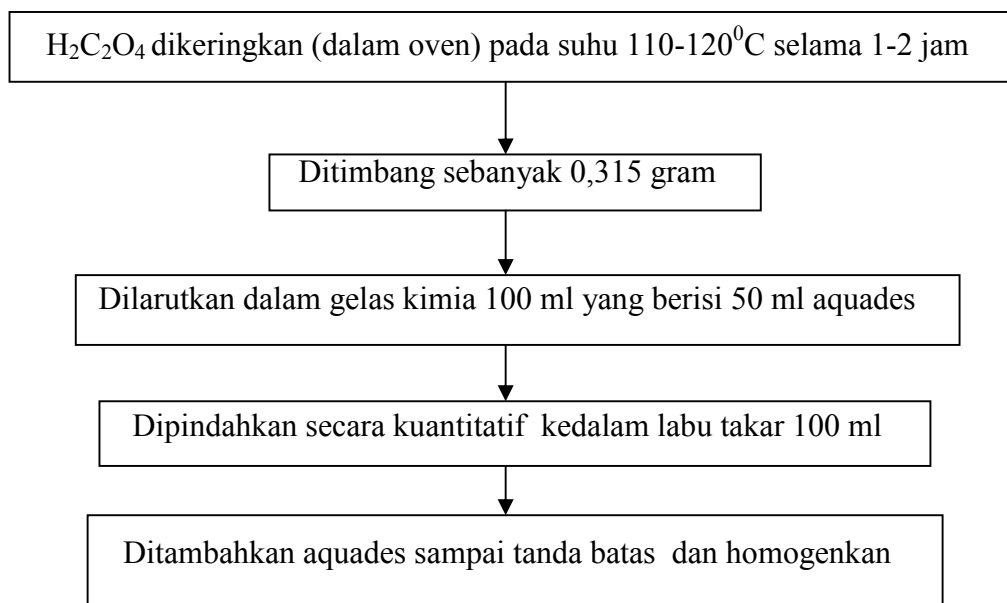 H₂C₂O₄ dikeringkan (dalam oven) pada suhu 110-120⁰C selama 1-2 jam
Ditimbang sebanyak 0,315 gram
Dilarutkan dalam gelas kimia 100 ml yang berisi 50 ml aquades
Dipindahkan secara kuantitatif kedalam labu takar 100 ml
Ditambahkan aquades sampai tanda batas dan homogenkan